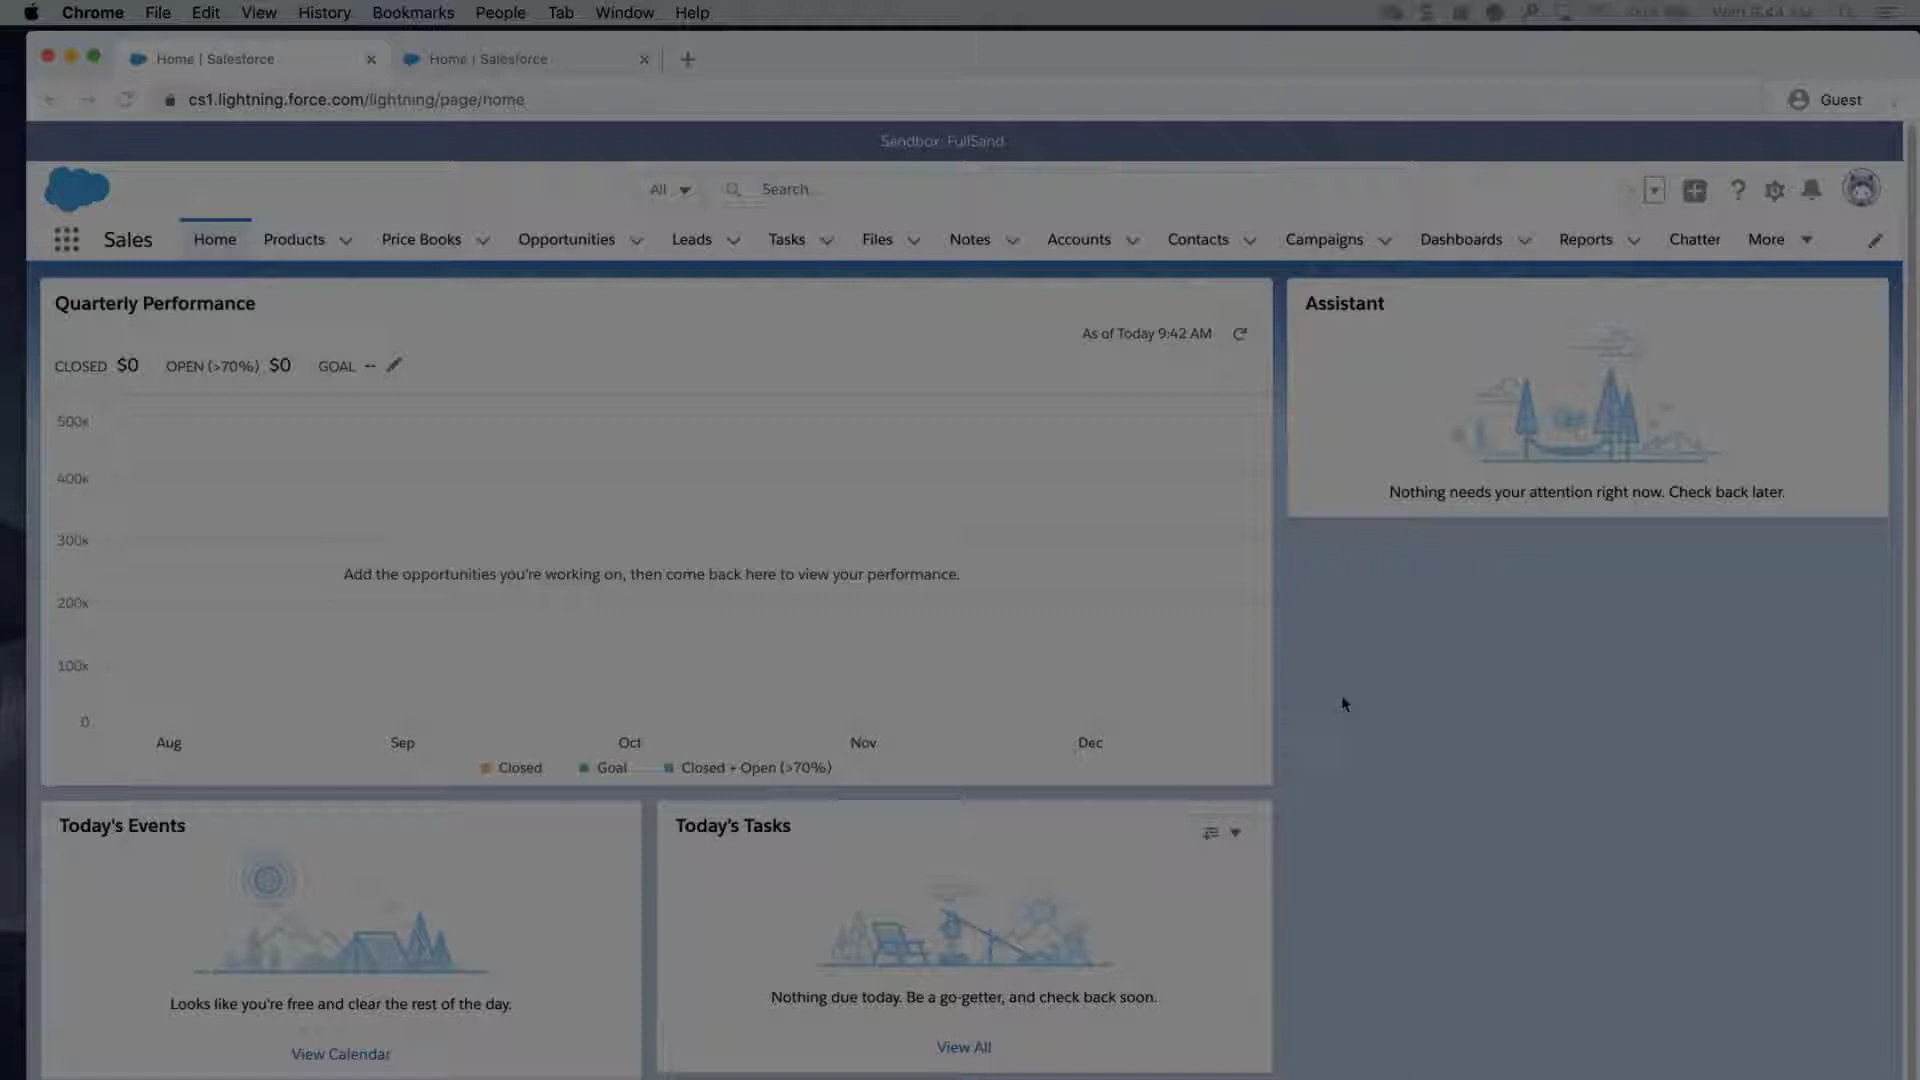 Chrome File Edit View History Bookmarks People Tab Window Help
Home | Salesforce Home | Salesforce
cs1.lightning.force.com/lightning/page/home Guest
Sandbox: FullSand
All Search...
Sales Home Products Price Books Opportunities Leads Tasks Files Notes Accounts Contacts Campaigns Dashboards Reports Chatter More
Quarterly Performance
As of Today 9:42 AM
CLOSED $0 OPEN (>70%) $0 GOAL --
500k
400k
300k
Add the opportunities you're working on, then come back here to view your performance.
200k
100k
0
Aug Sep Oct Nov Dec
Closed Goal Closed + Open (>70%)
Assistant
Nothing needs your attention right now. Check back later.
Today's Events
Looks like you're free and clear the rest of the day.
View Calendar
Today's Tasks
Nothing due today. Be a go-getter, and check back soon.
View All